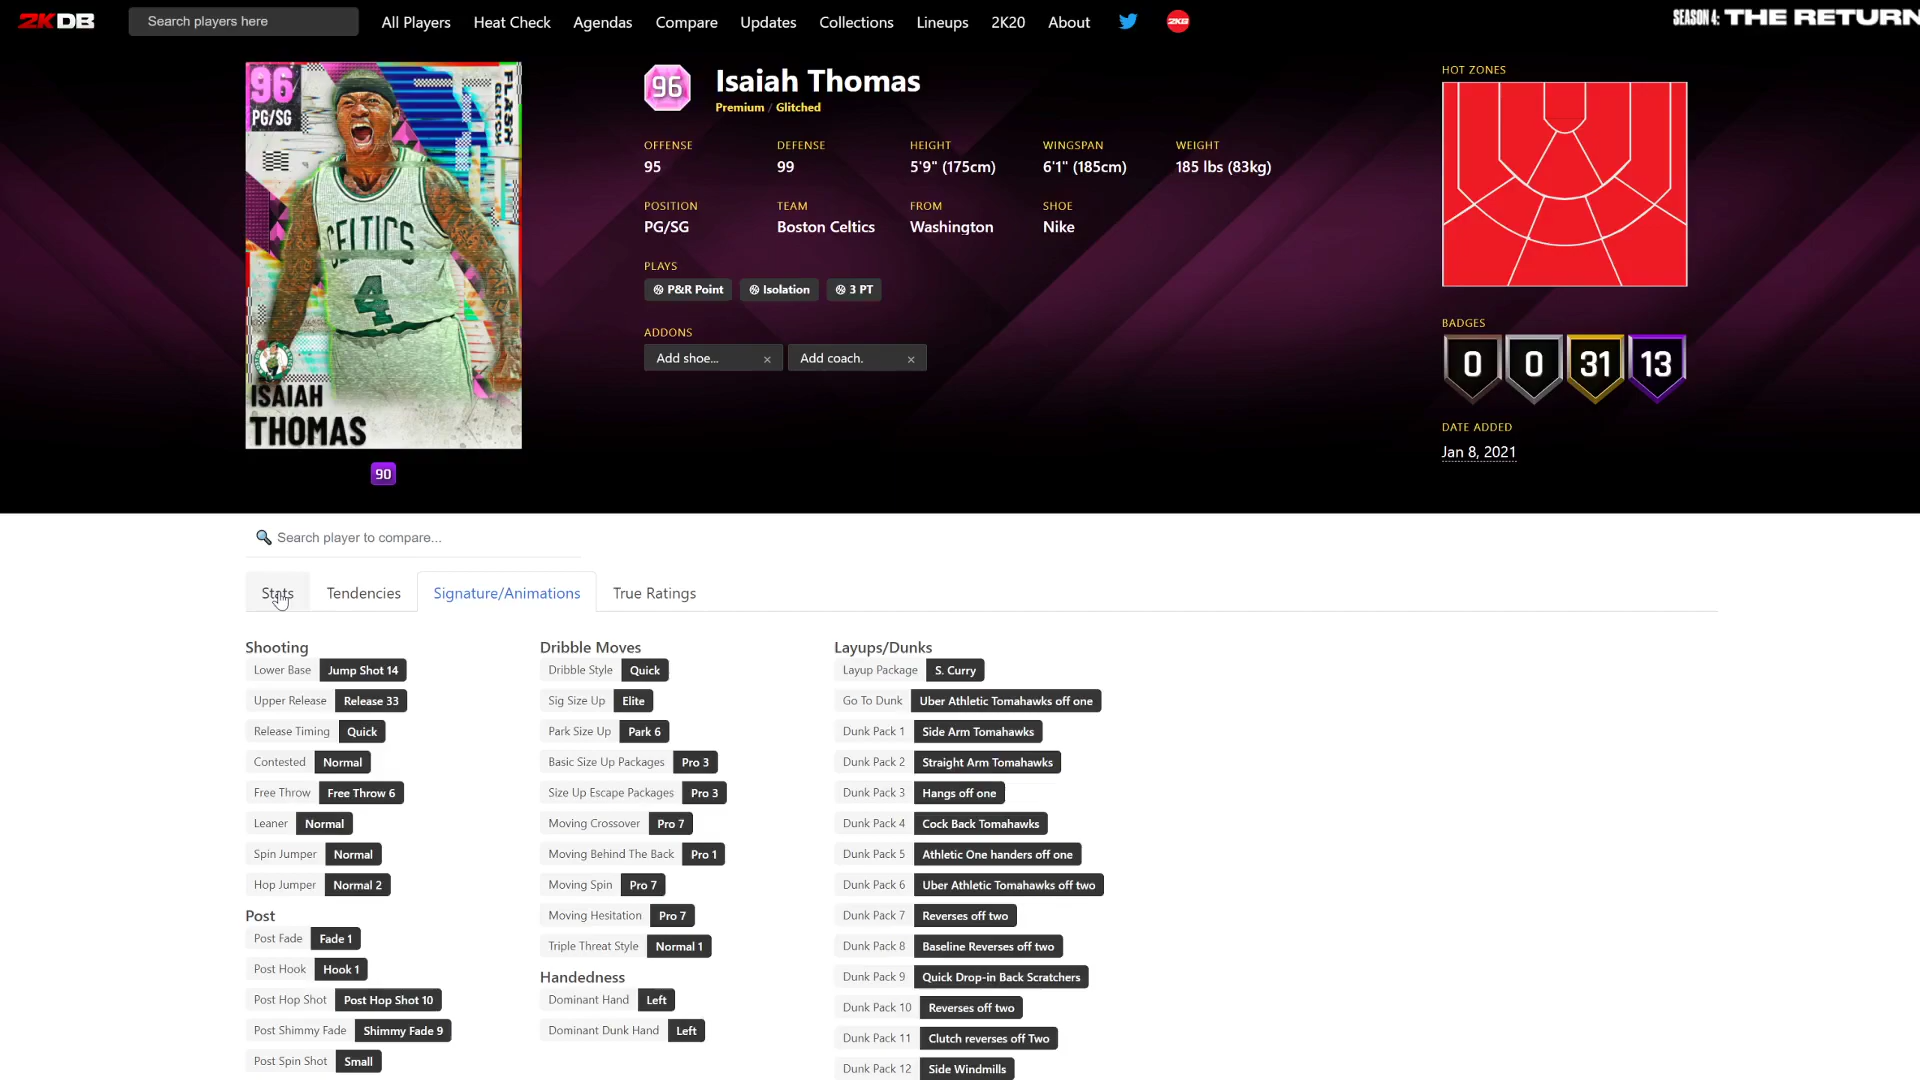 2KDB
Search players here
All Players
Heat Check
Agendas
Compare
Updates
Collections
Lineups
2K20
About
2KG
SEASON 4: THE RETURN
96
PG/SG
FLASH
GLITCH
CELTICS
4
ISAIAH
THOMAS
90
96
Isaiah Thomas
Premium / Glitched
OFFENSE
95
DEFENSE
99
HEIGHT
5'9" (175cm)
WINGSPAN
6'1" (185cm)
WEIGHT
185 lbs (83kg)
POSITION
PG/SG
TEAM
Boston Celtics
FROM
Washington
SHOE
Nike
PLAYS
P&R Point
Isolation
3 PT
ADDONS
Add shoe... ×
Add coach. ×
HOT ZONES
BADGES
0
0
31
13
DATE ADDED
Jan 8, 2021
Search player to compare...
Stats
Tendencies
Signature/Animations
True Ratings
Shooting
Lower Base Jump Shot 14
Upper Release Release 33
Release Timing Quick
Contested Normal
Free Throw Free Throw 6
Leaner Normal
Spin Jumper Normal
Hop Jumper Normal 2
Post
Post Fade Fade 1
Post Hook Hook 1
Post Hop Shot Post Hop Shot 10
Post Shimmy Fade Shimmy Fade 9
Post Spin Shot Small
Dribble Moves
Dribble Style Quick
Sig Size Up Elite
Park Size Up Park 6
Basic Size Up Packages Pro 3
Size Up Escape Packages Pro 3
Moving Crossover Pro 7
Moving Behind The Back Pro 1
Moving Spin Pro 7
Moving Hesitation Pro 7
Triple Threat Style Normal 1
Handedness
Dominant Hand Left
Dominant Dunk Hand Left
Layups/Dunks
Layup Package S. Curry
Go To Dunk Uber Athletic Tomahawks off one
Dunk Pack 1 Side Arm Tomahawks
Dunk Pack 2 Straight Arm Tomahawks
Dunk Pack 3 Hangs off one
Dunk Pack 4 Cock Back Tomahawks
Dunk Pack 5 Athletic One handers off one
Dunk Pack 6 Uber Athletic Tomahawks off two
Dunk Pack 7 Reverses off two
Dunk Pack 8 Baseline Reverses off two
Dunk Pack 9 Quick Drop-in Back Scratchers
Dunk Pack 10 Reverses off two
Dunk Pack 11 Clutch reverses off Two
Dunk Pack 12 Side Windmills